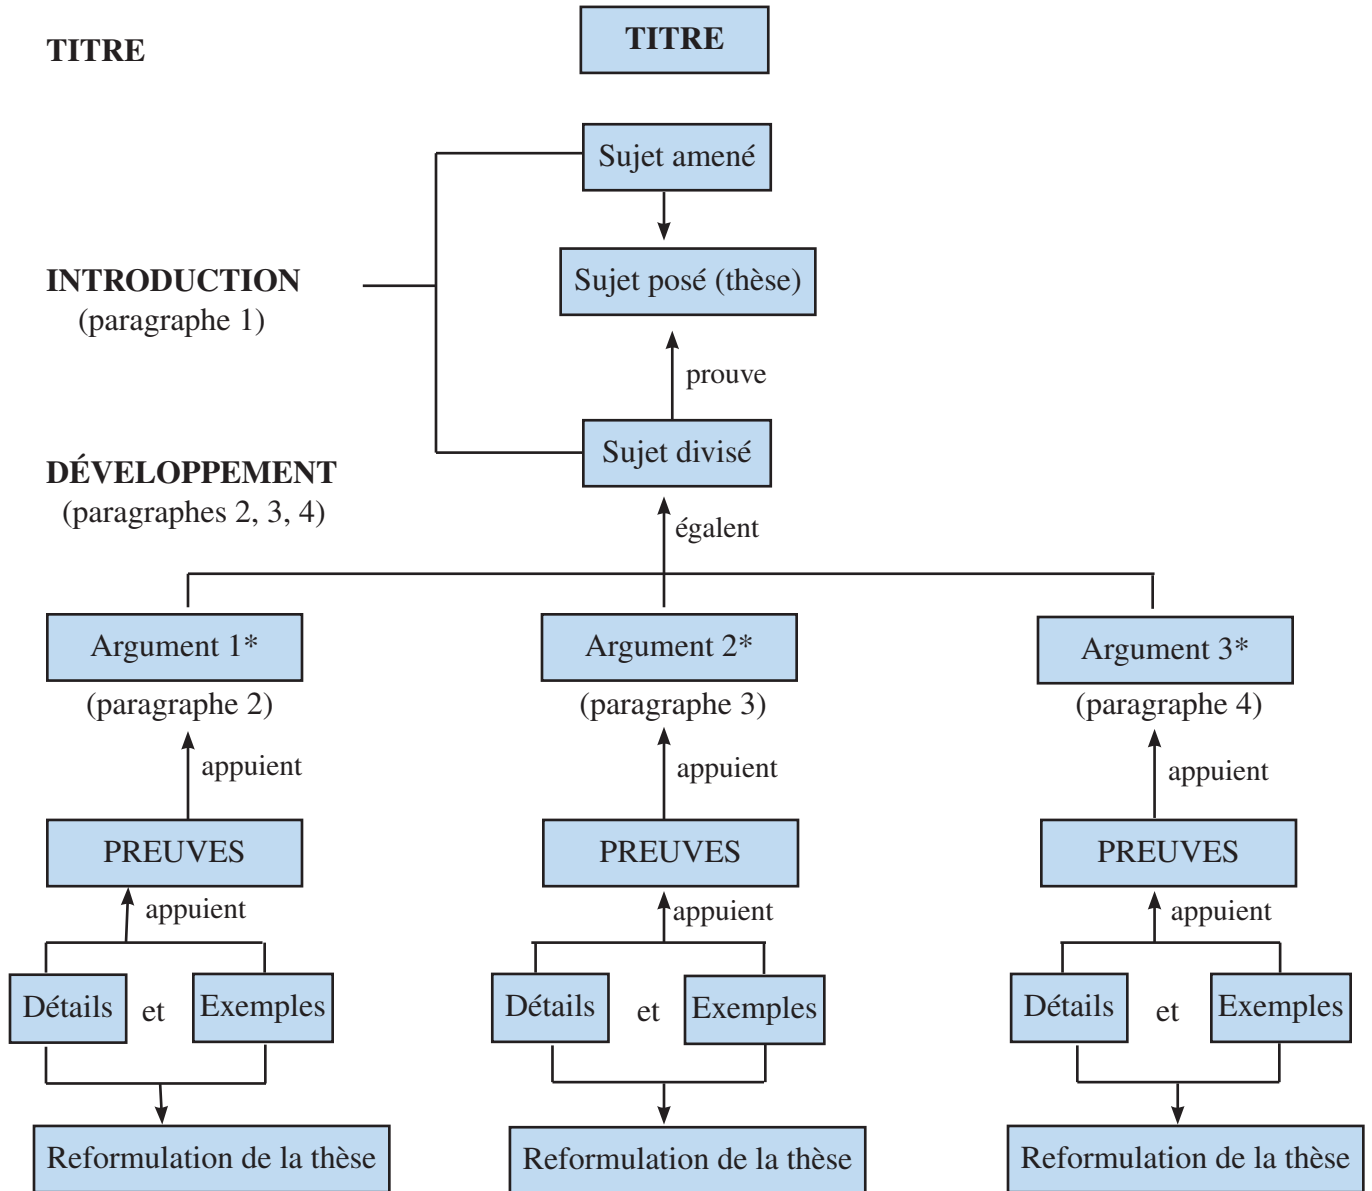 TITRE
TITRE
Sujet amené
Sujet posé (thèse)
INTRODUCTION
(paragraphe 1)
prouve
Sujet divisé
DÉVELOPPEMENT
(paragraphes 2, 3, 4)
égalent
Argument 1* Argument 2* Argument 3*
(paragraphe 2) (paragraphe 3) (paragraphe 4)
appuient appuient appuient
PREUVES PREUVES PREUVES
appuient appuient appuient
Détails et Exemples Détails et Exemples Détails et Exemples
Reformulation de la thèse Reformulation de la thèse Reformulation de la thèse